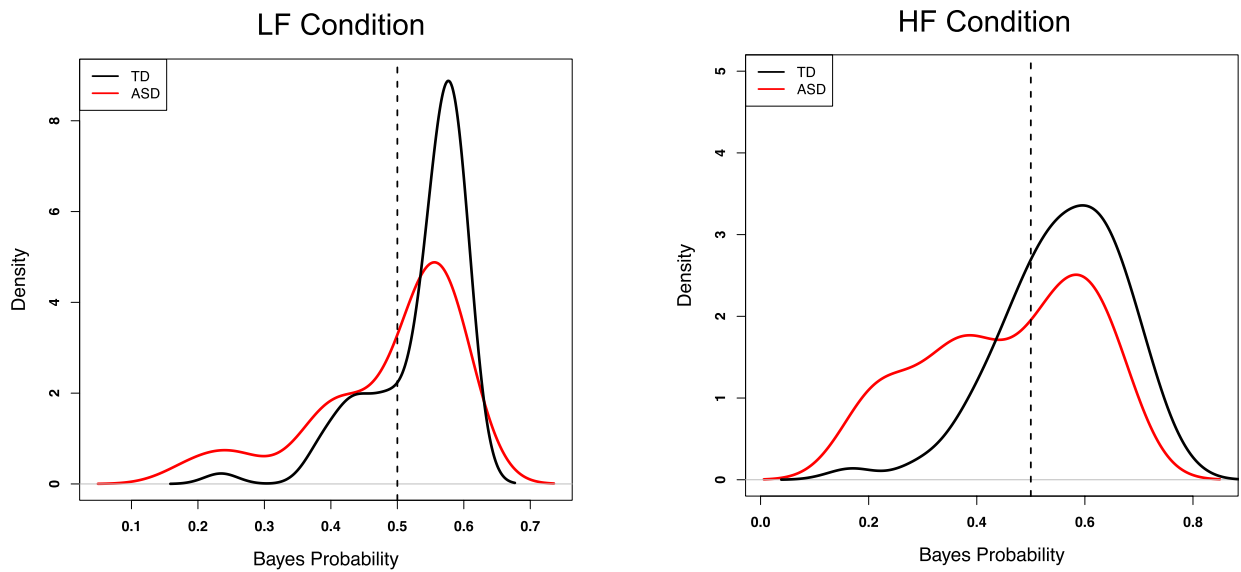 LF Condition
TD
ASD
Density
0
2
4
6
8
0.1 0.2 0.3 0.4 0.5 0.6 0.7
Bayes Probability
HF Condition
TD
ASD
Density
0
1
2
3
4
5
0.0 0.2 0.4 0.6 0.8
Bayes Probability